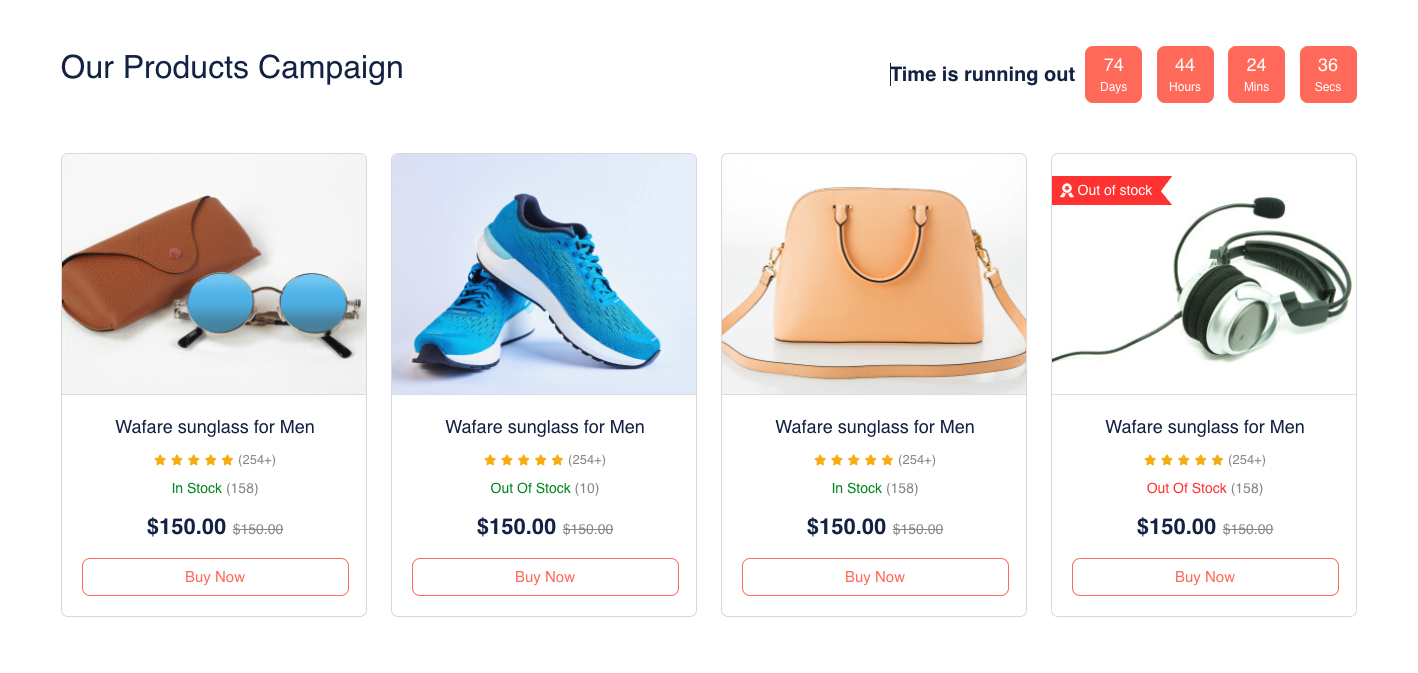 Our Products Campaign
Time is running out
74 44 24 36
Days Hours Mins Secs
Out of stock
Wafare sunglass for Men
(254+)
In Stock (158)
$150.00 $150.00
Buy Now
Wafare sunglass for Men
(254+)
Out Of Stock (10)
$150.00 $150.00
Buy Now
Wafare sunglass for Men
(254+)
In Stock (158)
$150.00 $150.00
Buy Now
Wafare sunglass for Men
(254+)
Out Of Stock (158)
$150.00 $150.00
Buy Now